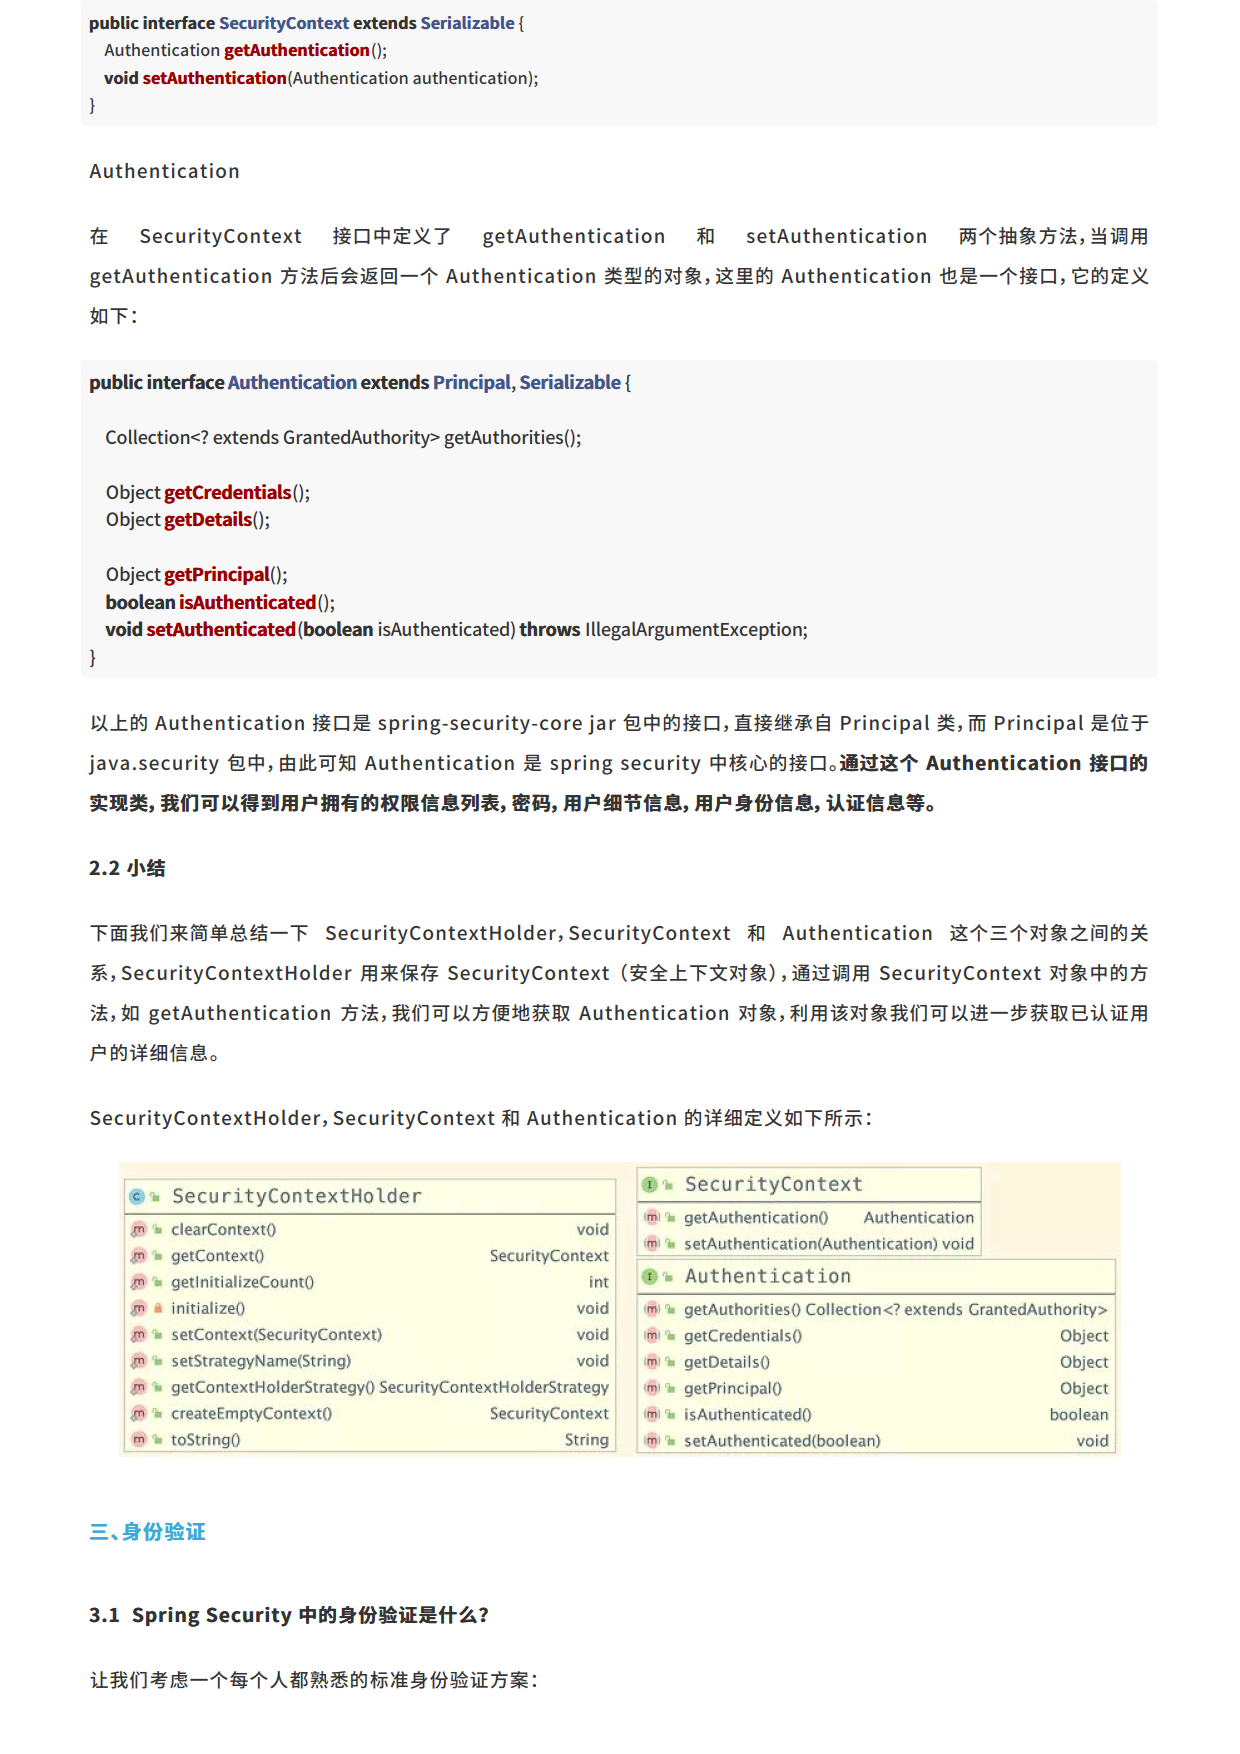 public interface SecurityContext extends Serializable {
Authentication getAuthentication();
void setAuthentication(Authentication authentication);
}
Authentication
在 SecurityContext 接口中定义了 getAuthentication 和 setAuthentication 两个抽象方法，当调用
getAuthentication 方法后会返回一个 Authentication 类型的对象，这里的 Authentication 也是一个接口，它的定义
如下：
public interface Authentication extends Principal, Serializable {
Collection<? extends GrantedAuthority> getAuthorities();
Object getCredentials();
Object getDetails();
Object getPrincipal();
boolean isAuthenticated();
void setAuthenticated(boolean isAuthenticated) throws IllegalArgumentException;
}
以上的 Authentication 接口是 spring-security-core jar 包中的接口，直接继承自 Principal 类，而 Principal 是位于
java.security 包中，由此可知 Authentication 是 spring security 中核心的接口。通过这个 Authentication 接口的
实现类，我们可以得到用户拥有的权限信息列表，密码，用户细节信息，用户身份信息，认证信息等。
2.2 小结
下面我们来简单总结一下 SecurityContextHolder，SecurityContext 和 Authentication 这个三个对象之间的关
系，SecurityContextHolder 用来保存 SecurityContext（安全上下文对象），通过调用 SecurityContext 对象中的方
法，如 getAuthentication 方法，我们可以方便地获取 Authentication 对象，利用该对象我们可以进一步获取已认证用
户的详细信息。
SecurityContextHolder，SecurityContext 和 Authentication 的详细定义如下所示：
C SecurityContextHolder
m clearContext() void
m getContext() SecurityContext
m getInitializeCount() int
m initialize() void
m setContext(SecurityContext) void
m setStrategyName(String) void
m getContextHolderStrategy() SecurityContextHolderStrategy
m createEmptyContext() SecurityContext
m toString() String
I SecurityContext
m getAuthentication() Authentication
m setAuthentication(Authentication) void
I Authentication
m getAuthorities() Collection<? extends GrantedAuthority>
m getCredentials() Object
m getDetails() Object
m getPrincipal() Object
m isAuthenticated() boolean
m setAuthenticated(boolean) void
三、身份验证
3.1 Spring Security 中的身份验证是什么？
让我们考虑一个每个人都熟悉的标准身份验证方案：